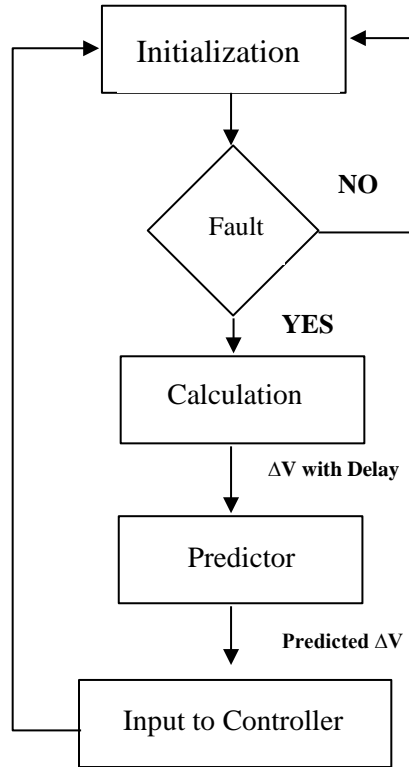 Initialization
NO
Fault
YES
Calculation
ΔV with Delay
Predictor
Predicted ΔV
Input to Controller